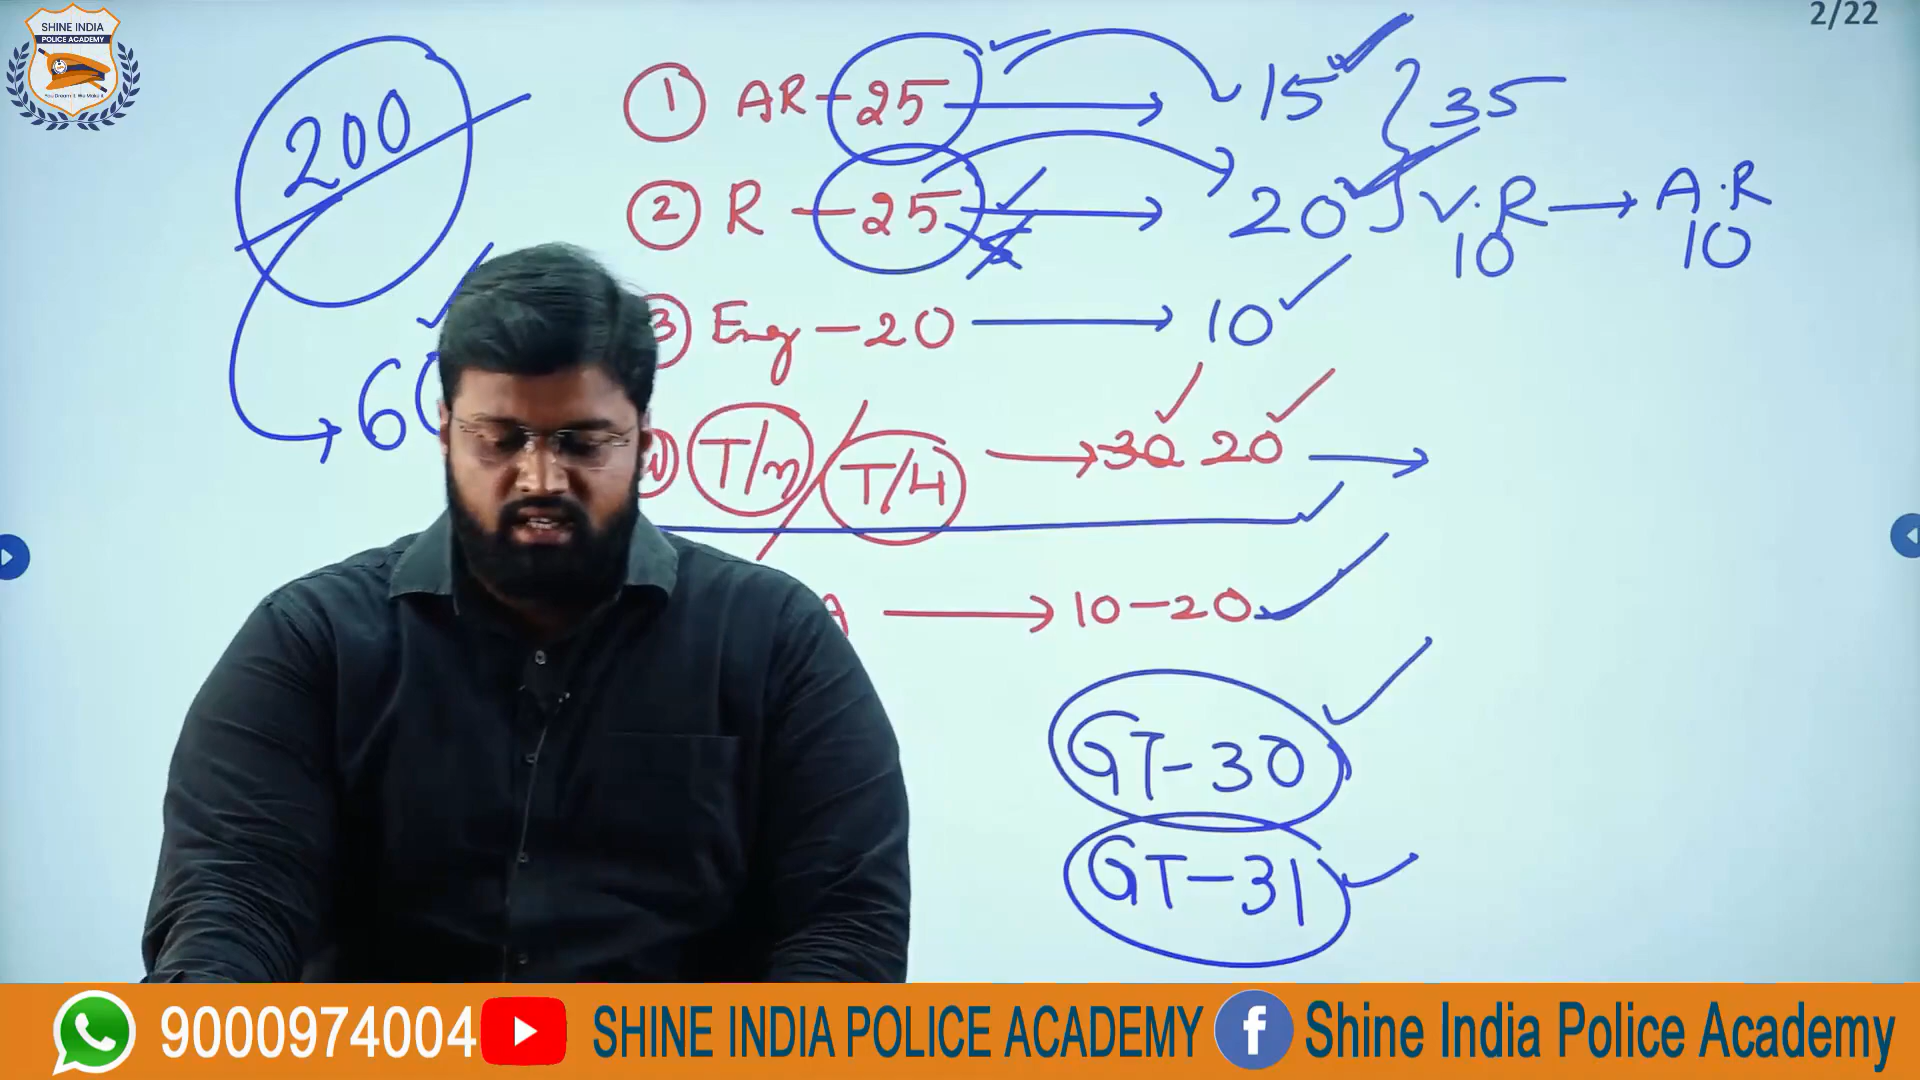 SHINE INDIA
POLICE ACADEMY
2/22
200
① AR - 25 → 15 } 35
② R - 25 → 20 V.R → A.R
10 10
3 Eng - 20 → 10
60
T/m / T/H → 30 20 →
A → 10-20
GT-30
GT-31
9000974004 SHINE INDIA POLICE ACADEMY Shine India Police Academy